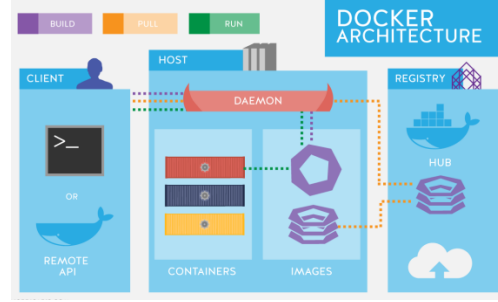 BUILD
PULL
RUN
DOCKER
ARCHITECTURE
CLIENT
>_
OR
REMOTE
API
HOST
DAEMON
CONTAINERS
IMAGES
REGISTRY
HUB